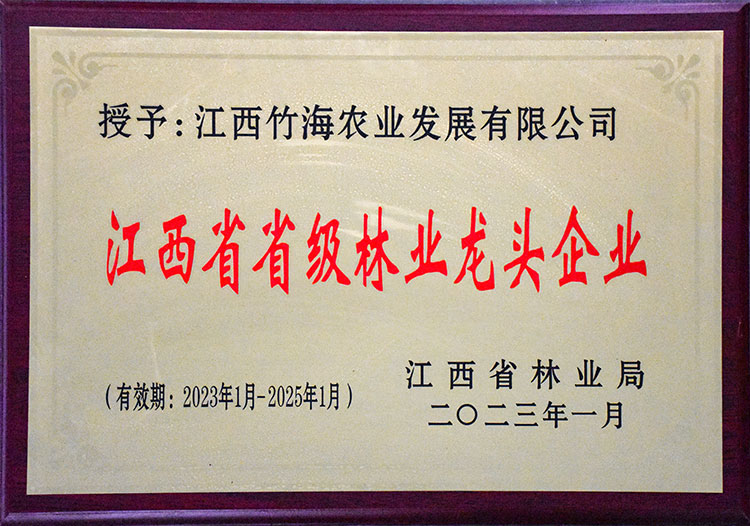 授予：江西竹海农业发展有限公司
江西省省级林业龙头企业
（有效期：2023年1月-2025年1月）
江西省林业局
二〇二三年一月